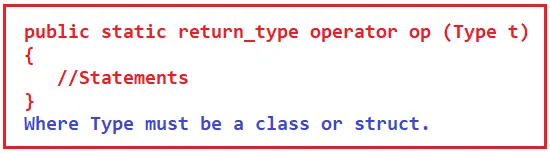 public static return_type operator op (Type t)
{
   //Statements
}
Where Type must be a class or struct.